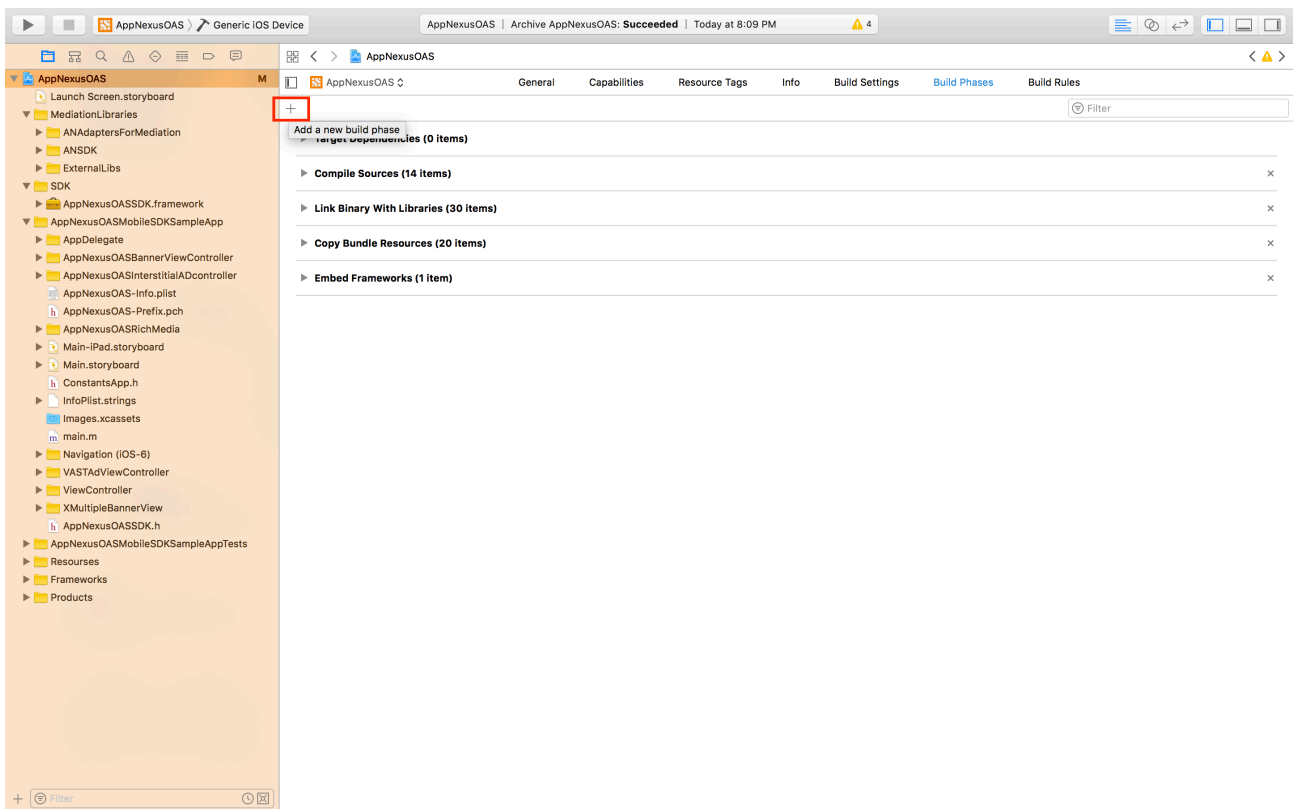 AppNexusOAS 〉 Generic iOS Device
AppNexusOAS | Archive AppNexusOAS: Succeeded | Today at 8:09 PM
4
AppNexusOAS
AppNexusOAS M
Launch Screen.storyboard
MediationLibraries
ANAdaptersForMediation
ANSDK
ExternalLibs
SDK
AppNexusOASSDK.framework
AppNexusOASMobileSDKSampleApp
AppDelegate
AppNexusOASBannerViewController
AppNexusOASInterstitialADcontroller
AppNexusOAS-Info.plist
h AppNexusOAS-Prefix.pch
AppNexusOASRichMedia
Main-iPad.storyboard
Main.storyboard
h ConstantsApp.h
InfoPlist.strings
Images.xcassets
m main.m
Navigation (iOS-6)
VASTAdViewController
ViewController
XMultipleBannerView
h AppNexusOASSDK.h
AppNexusOASMobileSDKSampleAppTests
Resourses
Frameworks
Products
Filter
AppNexusOAS General Capabilities Resource Tags Info Build Settings Build Phases Build Rules
Filter
Add a new build phase
Target Dependencies (0 items)
Compile Sources (14 items)
Link Binary With Libraries (30 items)
Copy Bundle Resources (20 items)
Embed Frameworks (1 item)